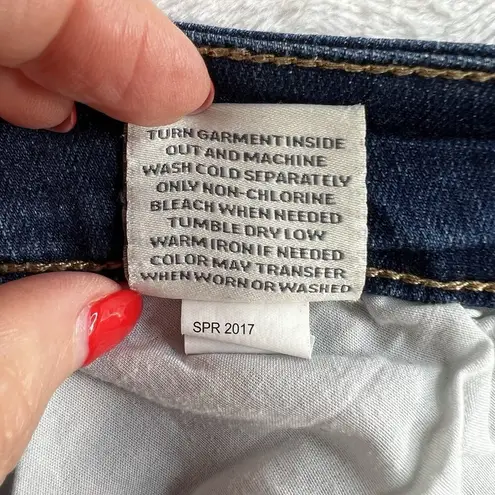 TURN GARMENT INSIDE
OUT AND MACHINE
WASH COLD SEPARATELY
ONLY NON-CHLORINE
BLEACH WHEN NEEDED
TUMBLE DRY LOW
WARM IRON IF NEEDED
COLOR MAY TRANSFER
WHEN WORN OR WASHED
SPR 2017